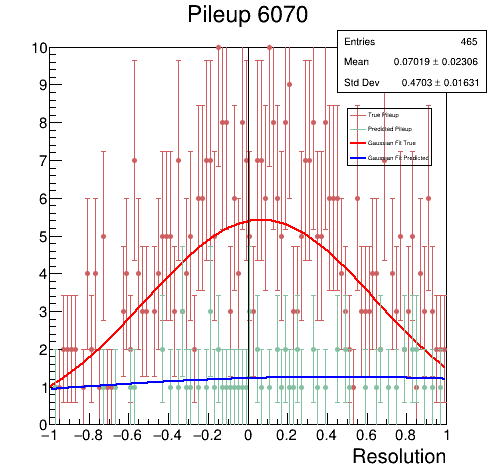 Pileup 6070
Entries 465
Mean 0.07019 ± 0.02306
Std Dev 0.4703 ± 0.01631
True Pileup
Predicted Pileup
Gaussian Fit True
Gaussian Fit Predicted
10
9
8
7
6
5
4
3
2
1
0
−1 −0.8 −0.6 −0.4 −0.2 0 0.2 0.4 0.6 0.8 1
Resolution